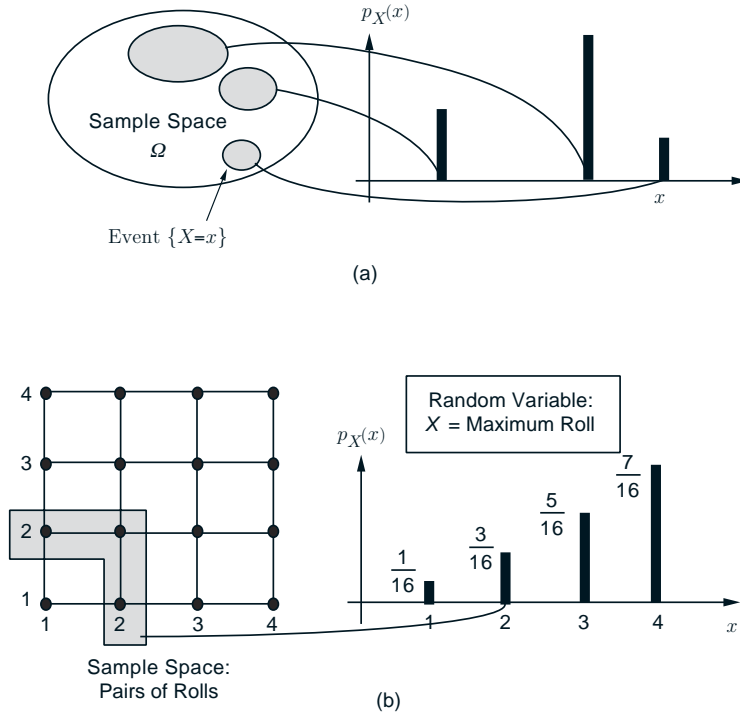 p_X(x)
Sample Space
Ω
x
Event {X=x}
(a)
Random Variable:
X = Maximum Roll
p_X(x)
4
3
2
1
1 2 3 4
1/16
3/16
5/16
7/16
1 2 3 4 x
Sample Space:
Pairs of Rolls
(b)